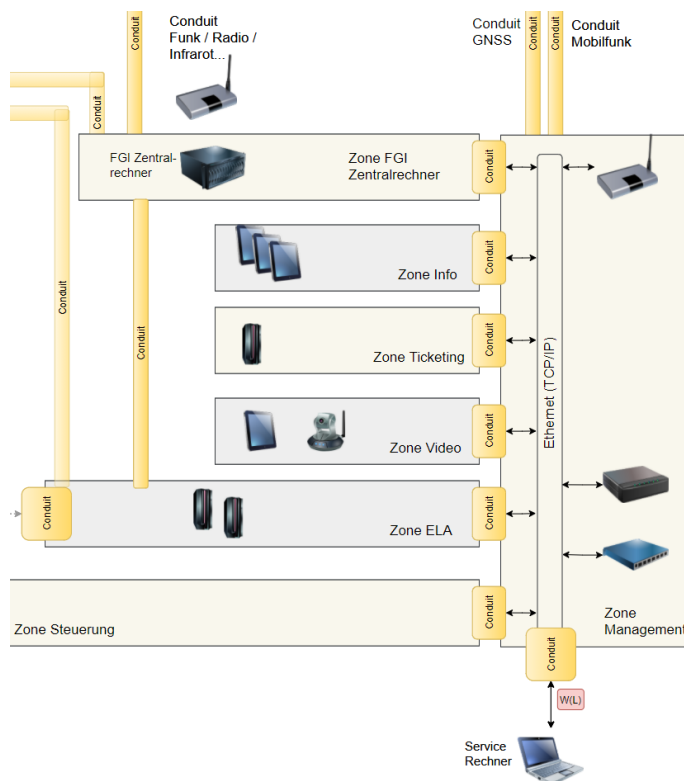 Conduit
Funk / Radio /
Infrarot...
Conduit
GNSS
Conduit
Mobilfunk
Conduit
Conduit
Conduit
Conduit
FGI Zentral-
rechner
Zone FGI
Zentralrechner
Conduit
Zone Info
Conduit
Conduit
Conduit
Zone Ticketing
Conduit
Ethernet (TCP/IP)
Zone Video
Conduit
Conduit
Zone ELA
Conduit
Zone Steuerung
Conduit
Zone
Management
Conduit
W(L)
Service
Rechner